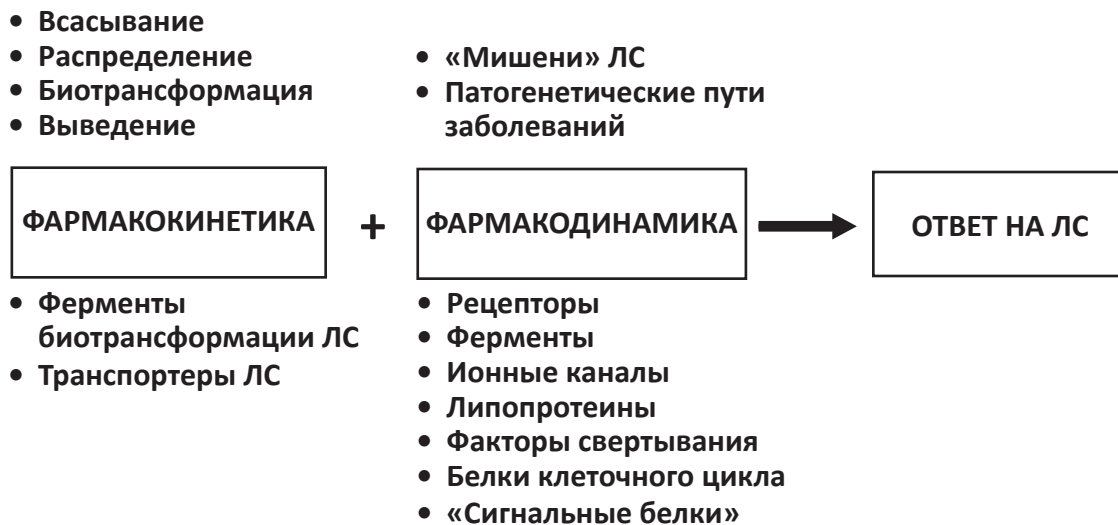 • Всасывание
• Распределение
• Биотрансформация
• Выведение
• «Мишени» ЛС
• Патогенетические пути
заболеваний
ФАРМАКОКИНЕТИКА
+
ФАРМАКОДИНАМИКА
ОТВЕТ НА ЛС
• Ферменты
биотрансформации ЛС
• Транспортеры ЛС
• Рецепторы
• Ферменты
• Ионные каналы
• Липопротеины
• Факторы свертывания
• Белки клеточного цикла
• «Сигнальные белки»